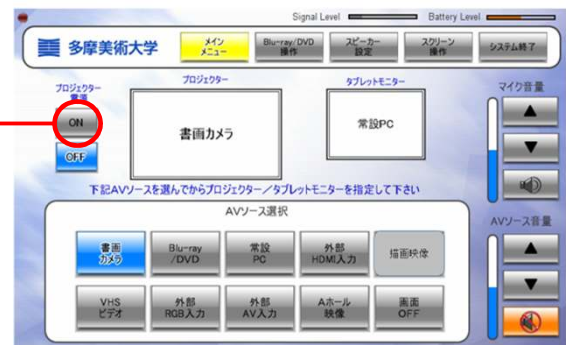 Signal Level
Battery Level
多摩美術大学
メイン
メニュー
Blu-ray/DVD
操作
スピーカー
設定
スクリーン
操作
システム終了
プロジェクター
電源
プロジェクター
タブレットモニター
マイク音量
ON
書画カメラ
常設PC
OFF
下記AVソースを選んでからプロジェクター/タブレットモニターを指定して下さい
AVソース選択
AVソース音量
書画
カメラ
Blu-ray
/DVD
常設
PC
外部
HDMI入力
描画映像
VHS
ビデオ
外部
RGB入力
外部
AV入力
Aホール
映像
画面
OFF